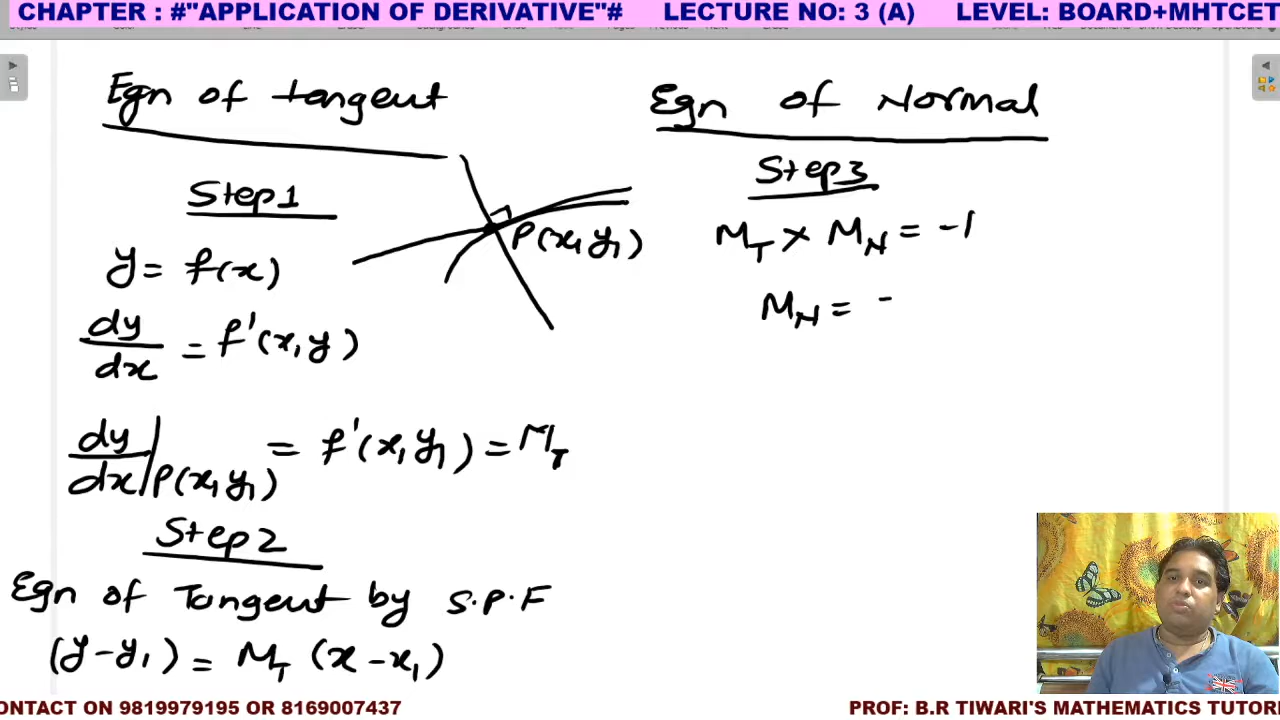 CHAPTER : #"APPLICATION OF DERIVATIVE"# LECTURE NO: 3 (A) LEVEL: BOARD+MHTCET
Eqn of tangent
Step1
y = f(x)
dy/dx = f'(x,y)
dy/dx|P(x1,y1) = f'(x1,y1) = MT
Step2
Eqn of Tangent by S.P.F
(y-y1) = MT (x-x1)
P(x1,y1)
Eqn of Normal
Step3
MT × MN = -1
MN = -
ONTACT ON 9819979195 OR 8169007437 PROF: B.R TIWARI'S MATHEMATICS TUTOR